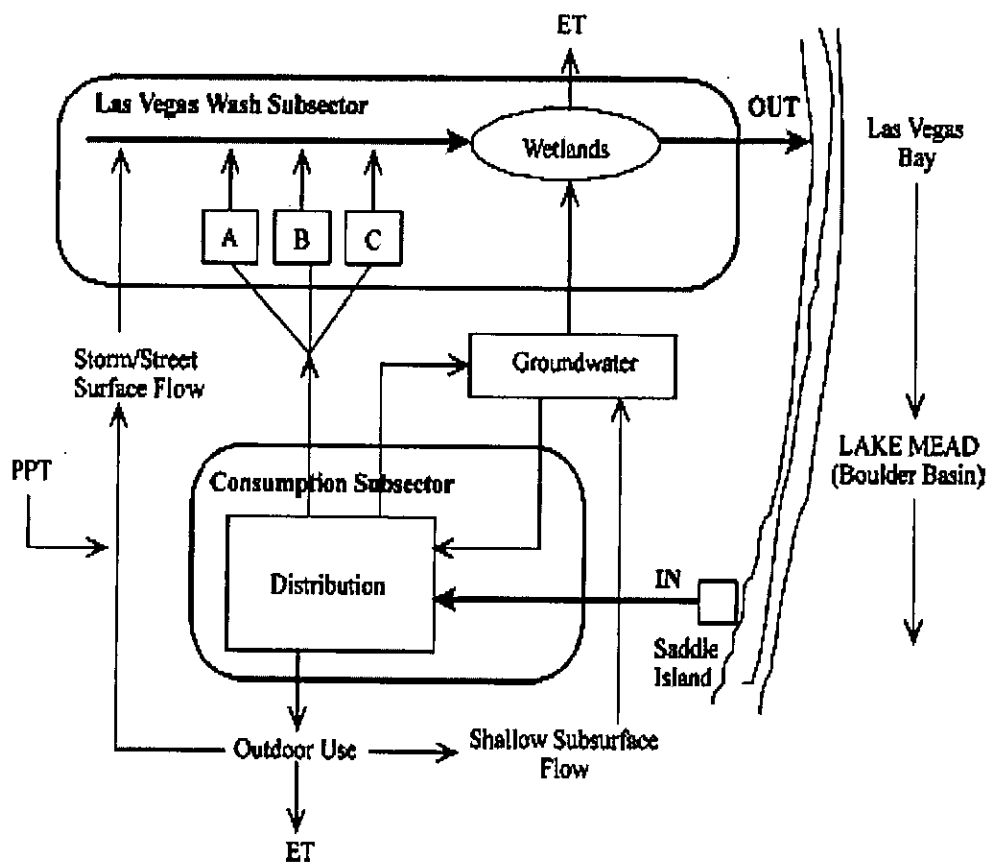 ET
Las Vegas Wash Subsector
OUT
Wetlands
Las Vegas
Bay
A
B
C
Storm/Street
Surface Flow
Groundwater
PPT
Consumption Subsector
LAKE MEAD
(Boulder Basin)
Distribution
IN
Saddle
Island
Outdoor Use
Shallow Subsurface
Flow
ET